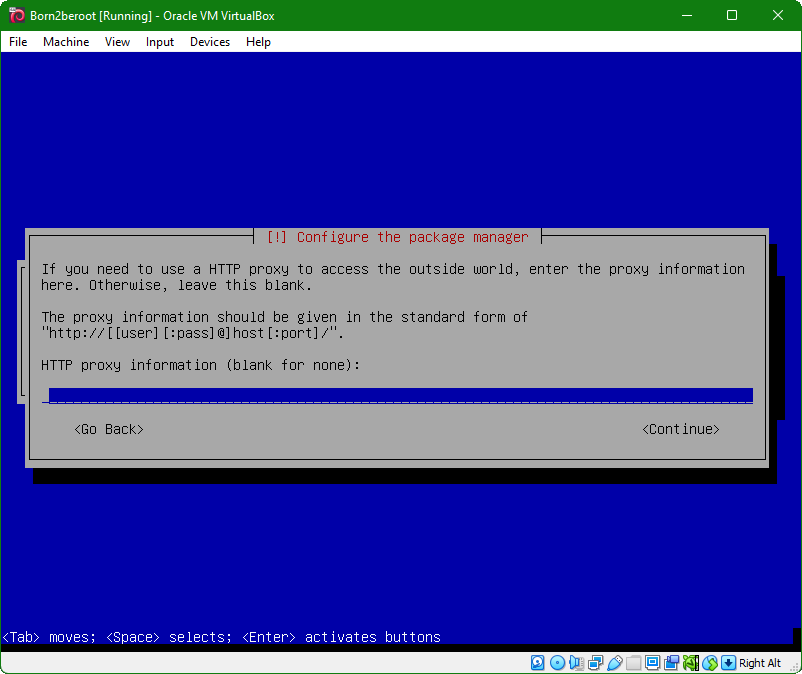 Born2beroot [Running] - Oracle VM VirtualBox
File Machine View Input Devices Help
[!] Configure the package manager
If you need to use a HTTP proxy to access the outside world, enter the proxy information
here. Otherwise, leave this blank.
The proxy information should be given in the standard form of
"http://[[user][:pass]@]host[:port]/".
HTTP proxy information (blank for none):
<Go Back> <Continue>
<Tab> moves; <Space> selects; <Enter> activates buttons
Right Alt